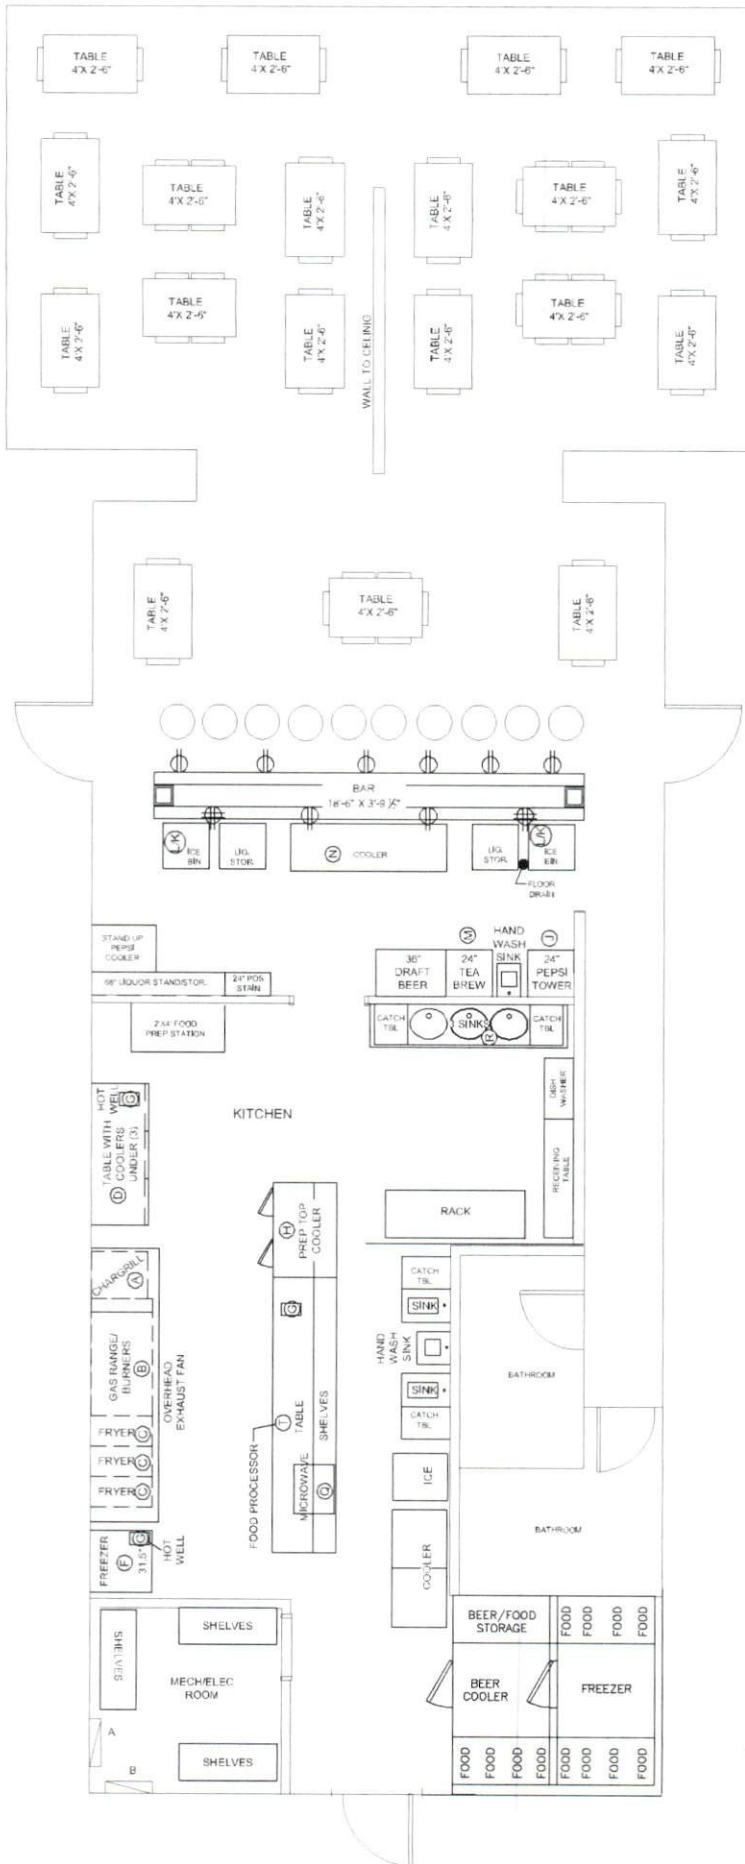 TABLE
4'X 2'-6"
TABLE
4'X 2'-6"
TABLE
4'X 2'-6"
TABLE
4'X 2'-6"
TABLE
4'X 2'-6"
TABLE
4'X 2'-6"
TABLE
4'X 2'-6"
TABLE
4'X 2'-6"
TABLE
4'X 2'-6"
TABLE
4'X 2'-6"
TABLE
4'X 2'-6"
TABLE
4'X 2'-6"
TABLE
4'X 2'-6"
TABLE
4'X 2'-6"
TABLE
4'X 2'-6"
TABLE
4'X 2'-6"
WALL TO CELINIG
TABLE
4'X 2'-6"
TABLE
4'X 2'-6"
TABLE
4'X 2'-6"
BAR
18'-6" X 3'-9 ½"
L/K
ICE
BIN
LIQ.
STOR.
N
COOLER
LIQ.
STOR.
L/K
ICE
BIN
FLOOR
DRAIN
STAND UP
PEPSI
COOLER
68" LIQUOR STAND/STOR.
24" POS
STAIN
2'X4' FOOD
PREP STATION
36"
DRAFT
BEER
M
24"
TEA
BREW
HAND
WASH
SINK
J
24"
PEPSI
TOWER
CATCH
TBL
3 SINKS
R
CATCH
TBL
HOT
WELL
G
TABLE WITH
COOLERS
UNDER (3)
D
KITCHEN
DISH
WASHER
RECEINING
TABLE
RACK
H
PREP TOP
COOLER
CHARGRILL
A
GAS RANGE/
BURNERS
B
OVERHEAD
EXHAUST FAN
FRYER
C
FRYER
C
FRYER
C
G
FOOD PROCESSOR
T
TABLE
SHELVES
MICROWAVE
Q
CATCH
TBL
SINK
HAND
WASH
SINK
SINK
CATCH
TBL
ICE
COOLER
BATHROOM
BATHROOM
FREEZER
F
31.5"
G
HOT
WELL
SHELVES
SHELVES
MECH/ELEC
ROOM
SHELVES
A
B
BEER/FOOD
STORAGE
FOOD
FOOD
FOOD
FOOD
BEER
COOLER
FREEZER
FOOD
FOOD
FOOD
FOOD
FOOD
FOOD
FOOD
FOOD